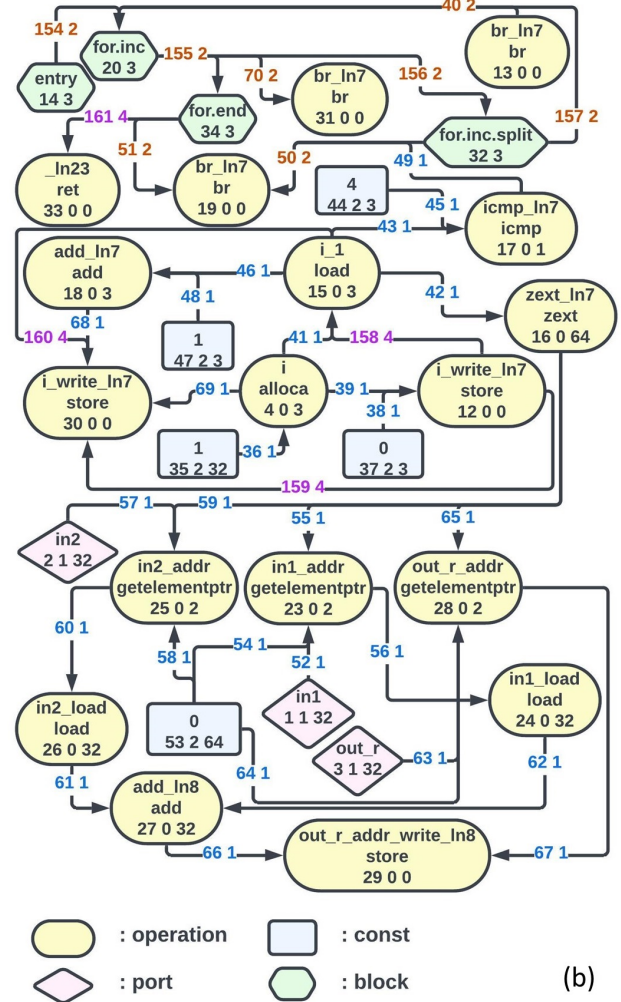 40 2
154 2
for.inc
20 3
155 2
br_ln7
br
13 0 0
entry
14 3
70 2
br_ln7
br
31 0 0
156 2
for.end
34 3
161 4
157 2
for.inc.split
32 3
51 2
50 2
49 1
_ln23
ret
33 0 0
br_ln7
br
19 0 0
4
44 2 3
45 1
icmp_ln7
icmp
17 0 1
43 1
add_ln7
add
18 0 3
46 1
i_1
load
15 0 3
42 1
48 1
zext_ln7
zext
16 0 64
68 1
160 4
1
47 2 3
41 1
158 4
i_write_ln7
store
30 0 0
69 1
i
alloca
4 0 3
39 1
38 1
i_write_ln7
store
12 0 0
1
35 2 32
36 1
0
37 2 3
159 4
57 1
59 1
55 1
65 1
in2
2 1 32
in2_addr
getelementptr
25 0 2
in1_addr
getelementptr
23 0 2
out_r_addr
getelementptr
28 0 2
60 1
58 1
54 1
52 1
56 1
in2_load
load
26 0 32
0
53 2 64
in1
1 1 32
in1_load
load
24 0 32
out_r
3 1 32
63 1
64 1
62 1
61 1
add_ln8
add
27 0 32
66 1
out_r_addr_write_ln8
store
29 0 0
67 1
: operation
: const
: port
: block
(b)